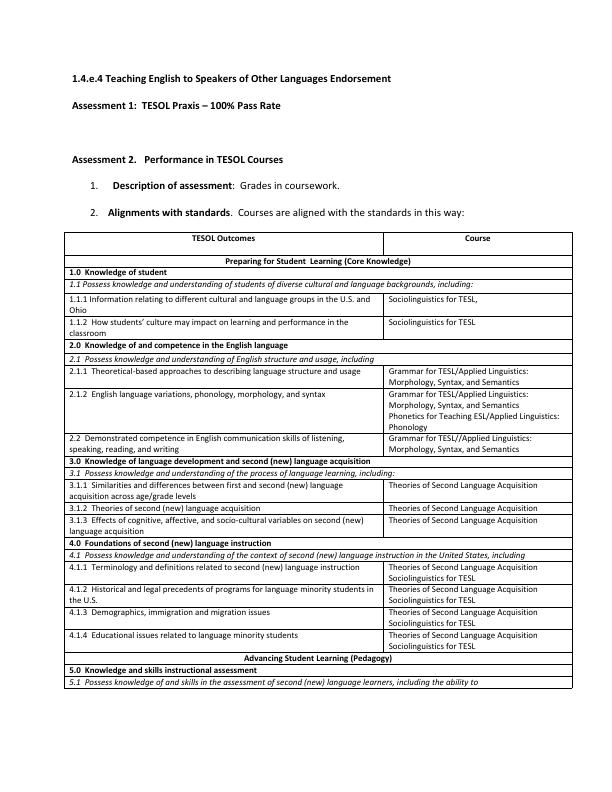 1.4.e.4 Teaching English to Speakers of Other Languages Endorsement
Assessment 1: TESOL Praxis – 100% Pass Rate
Assessment 2. Performance in TESOL Courses
1. Description of assessment: Grades in coursework.
2. Alignments with standards. Courses are aligned with the standards in this way:
TESOL Outcomes Course
Preparing for Student Learning (Core Knowledge)
1.0 Knowledge of student
1.1 Possess knowledge and understanding of students of diverse cultural and language backgrounds, including:
1.1.1 Information relating to different cultural and language groups in the U.S. and
Ohio
Sociolinguistics for TESL,
1.1.2 How students' culture may impact on learning and performance in the
classroom
Sociolinguistics for TESL
2.0 Knowledge of and competence in the English language
2.1 Possess knowledge and understanding of English structure and usage, including
2.1.1 Theoretical-based approaches to describing language structure and usage
Grammar for TESL/Applied Linguistics:
Morphology, Syntax, and Semantics
2.1.2 English language variations, phonology, morphology, and syntax
Grammar for TESL/Applied Linguistics:
Morphology, Syntax, and Semantics
Phonetics for Teaching ESL/Applied Linguistics:
Phonology
2.2 Demonstrated competence in English communication skills of listening,
speaking, reading, and writing
Grammar for TESL//Applied Linguistics:
Morphology, Syntax, and Semantics
3.0 Knowledge of language development and second (new) language acquisition
3.1 Possess knowledge and understanding of the process of language learning, including:
3.1.1 Similarities and differences between first and second (new) language
acquisition across age/grade levels
Theories of Second Language Acquisition
3.1.2 Theories of second (new) language acquisition
Theories of Second Language Acquisition
3.1.3 Effects of cognitive, affective, and socio-cultural variables on second (new)
language acquisition
Theories of Second Language Acquisition
4.0 Foundations of second (new) language instruction
4.1 Possess knowledge and understanding of the context of second (new) language instruction in the United States, including
4.1.1 Terminology and definitions related to second (new) language instruction
Theories of Second Language Acquisition
Sociolinguistics for TESL
4.1.2 Historical and legal precedents of programs for language minority students in
the U.S.
Theories of Second Language Acquisition
Sociolinguistics for TESL
4.1.3 Demographics, immigration and migration issues
Theories of Second Language Acquisition
Sociolinguistics for TESL
4.1.4 Educational issues related to language minority students
Theories of Second Language Acquisition
Sociolinguistics for TESL
Advancing Student Learning (Pedagogy)
5.0 Knowledge and skills instructional assessment
5.1 Possess knowledge of and skills in the assessment of second (new) language learners, including the ability to